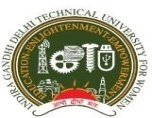 INDIRA GANDHI DELHI TECHNICAL UNIVERSITY FOR WOMEN
EDUCATION•ENLIGHTENMENT•EMPOWERMENT